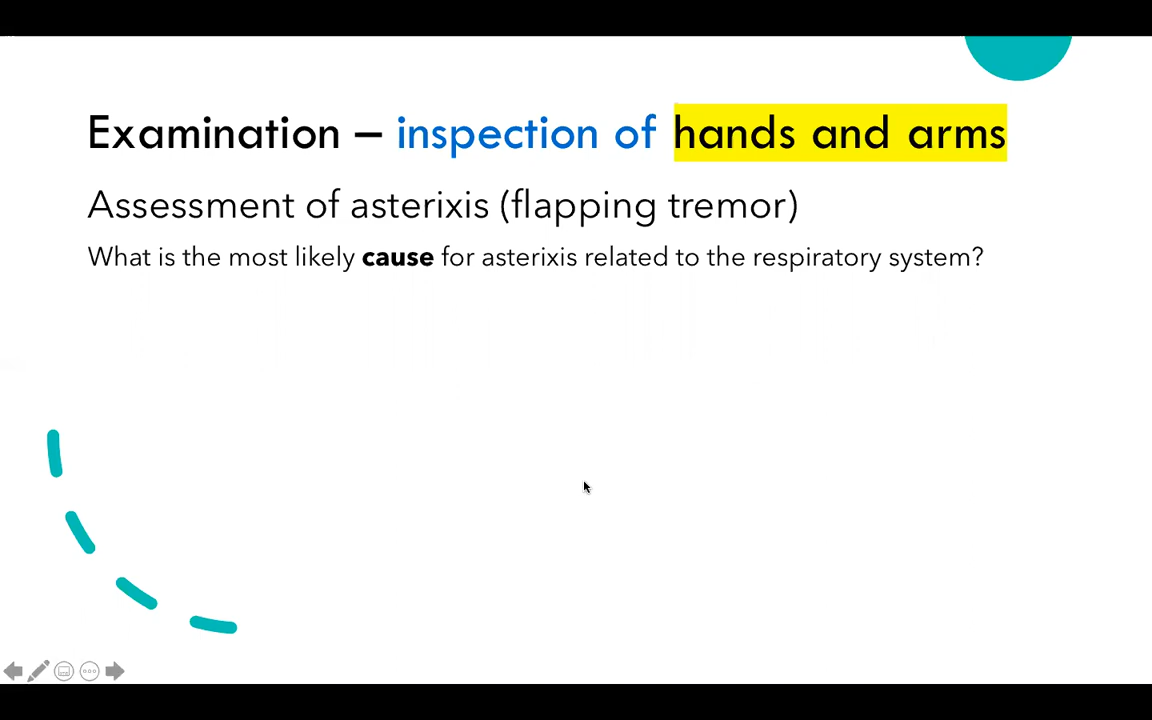 Examination – inspection of hands and arms
Assessment of asterixis (flapping tremor)
What is the most likely cause for asterixis related to the respiratory system?